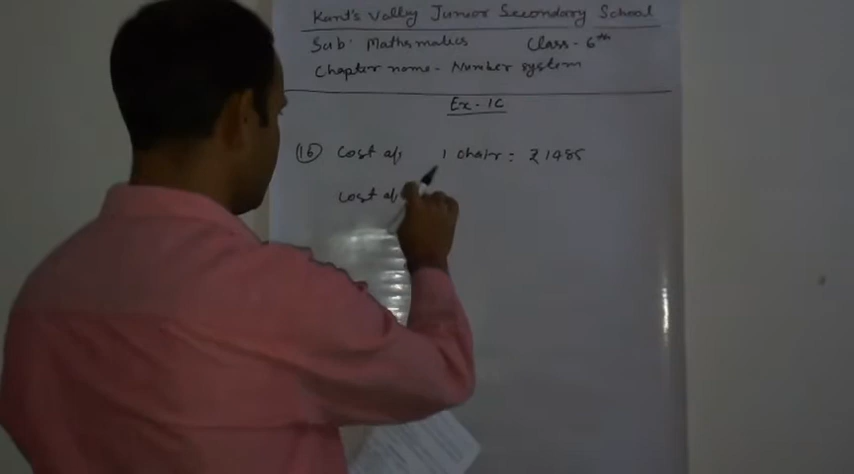 Kent's Valley Junior Secondary School
Sub: Mathematics Class - 6th
Chapter name - Number system
Ex - 1C
(16) Cost of 1 chair = ₹1485
Cost of